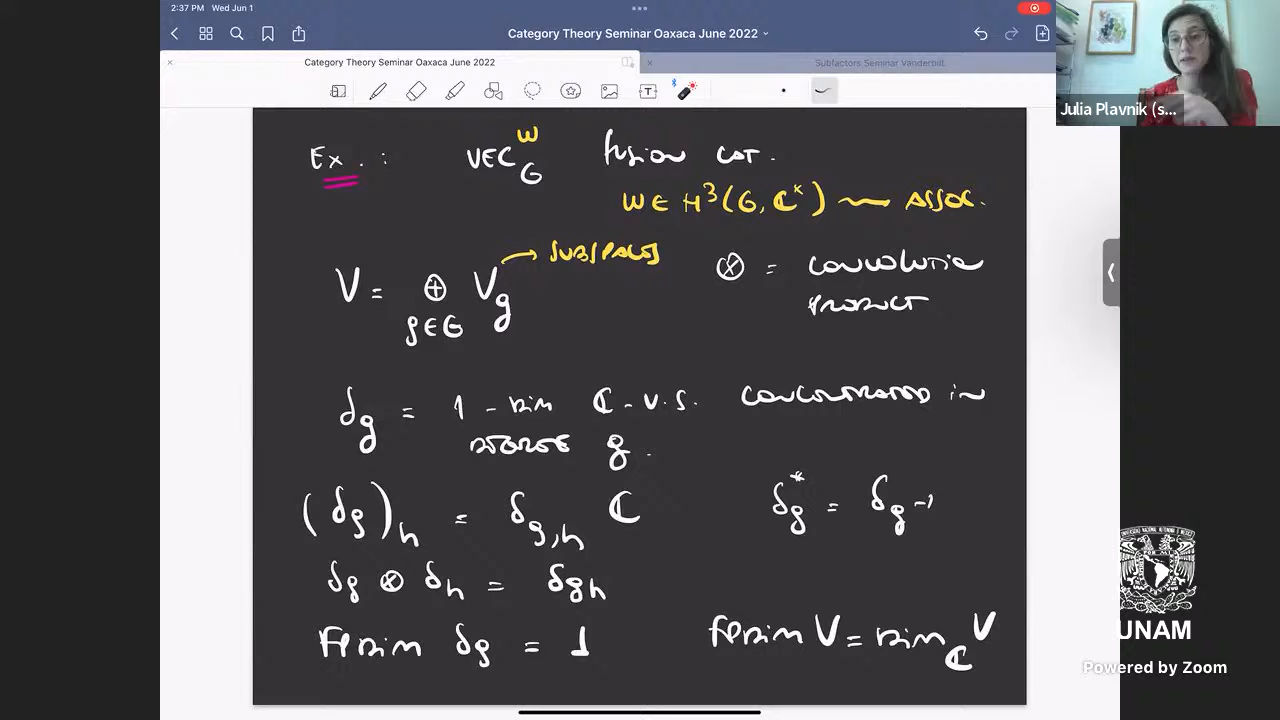 2:37 PM Wed Jun 1
Category Theory Seminar Oaxaca June 2022
Category Theory Seminar Oaxaca June 2022
Subfactors Seminar Vanderbilt
Julia Plavnik (s...
Ex. : VEC_G^ω fusion cat.
ω ∈ H³(G, ℂ^×) ⇝ ASSOC.
→ SUBSPACES
V = ⊕_{g∈G} V_g
⊗ = CONVOLUTION
PRODUCT
δ_g = 1-DIM ℂ-V.S. CONCENTRATED in
DEGREE g.
(δ_g)_h = δ_{g,h} ℂ
δ_g^* = δ_{g^{-1}}
δ_g ⊗ δ_h = δ_{gh}
FPDIM δ_g = 1
FPDIM V = DIM_ℂ V
UNAM
Powered by Zoom